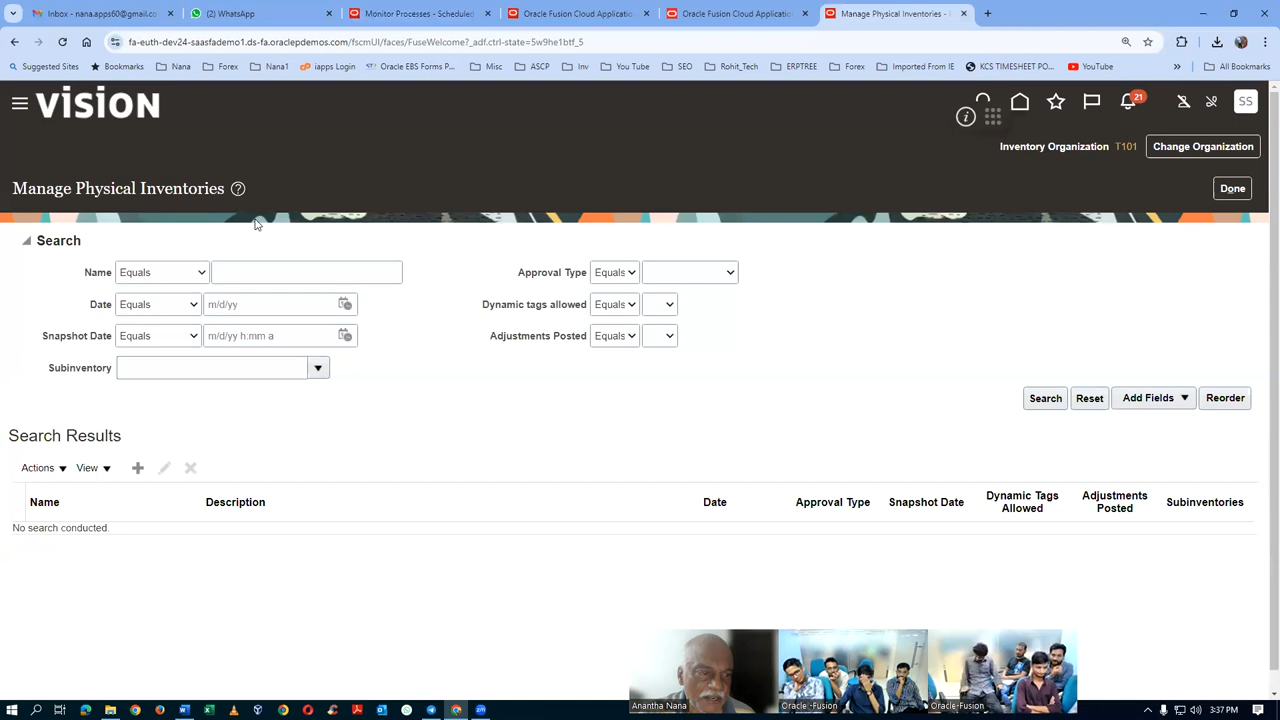 Inbox - nana.apps60@gmail.co
(2) WhatsApp
Monitor Processes - Scheduled
Oracle Fusion Cloud Application
Oracle Fusion Cloud Application
Manage Physical Inventories -
fa-euth-dev24-saasfademo1.ds-fa.oraclepdemos.com/fscmUI/faces/FuseWelcome?_adf.ctrl-state=5w9he1btf_5
Suggested Sites
Bookmarks
Nana
Forex
Nana1
iapps Login
Oracle EBS Forms P...
Misc
ASCP
Inv
You Tube
SEO
Rohit_Tech
ERPTREE
Forex
Imported From IE
KCS TIMESHEET PO...
YouTube
»
All Bookmarks
VISION
21
SS
Inventory Organization T101
Change Organization
Manage Physical Inventories
Done
Search
Name Equals
Approval Type Equals
Date Equals m/d/yy
Dynamic tags allowed Equals
Snapshot Date Equals m/d/yy h:mm a
Adjustments Posted Equals
Subinventory
Search Reset Add Fields Reorder
Search Results
Actions View
Name Description Date Approval Type Snapshot Date Dynamic Tags Allowed Adjustments Posted Subinventories
No search conducted.
Anantha Nana
Oracle -Fusion
Oracle-Fusion
3:37 PM